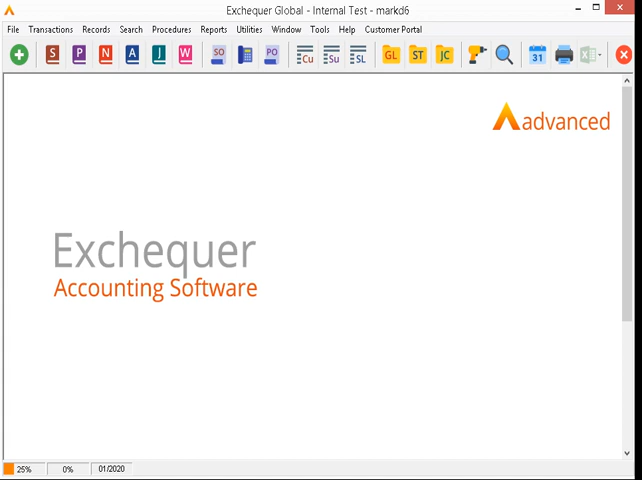 Exchequer Global - Internal Test - markd6
File Transactions Records Search Procedures Reports Utilities Window Tools Help Customer Portal
S P N A J W SO PO Cu Su SL GL ST JC 31
advanced
Exchequer
Accounting Software
25% 0% 01/2020